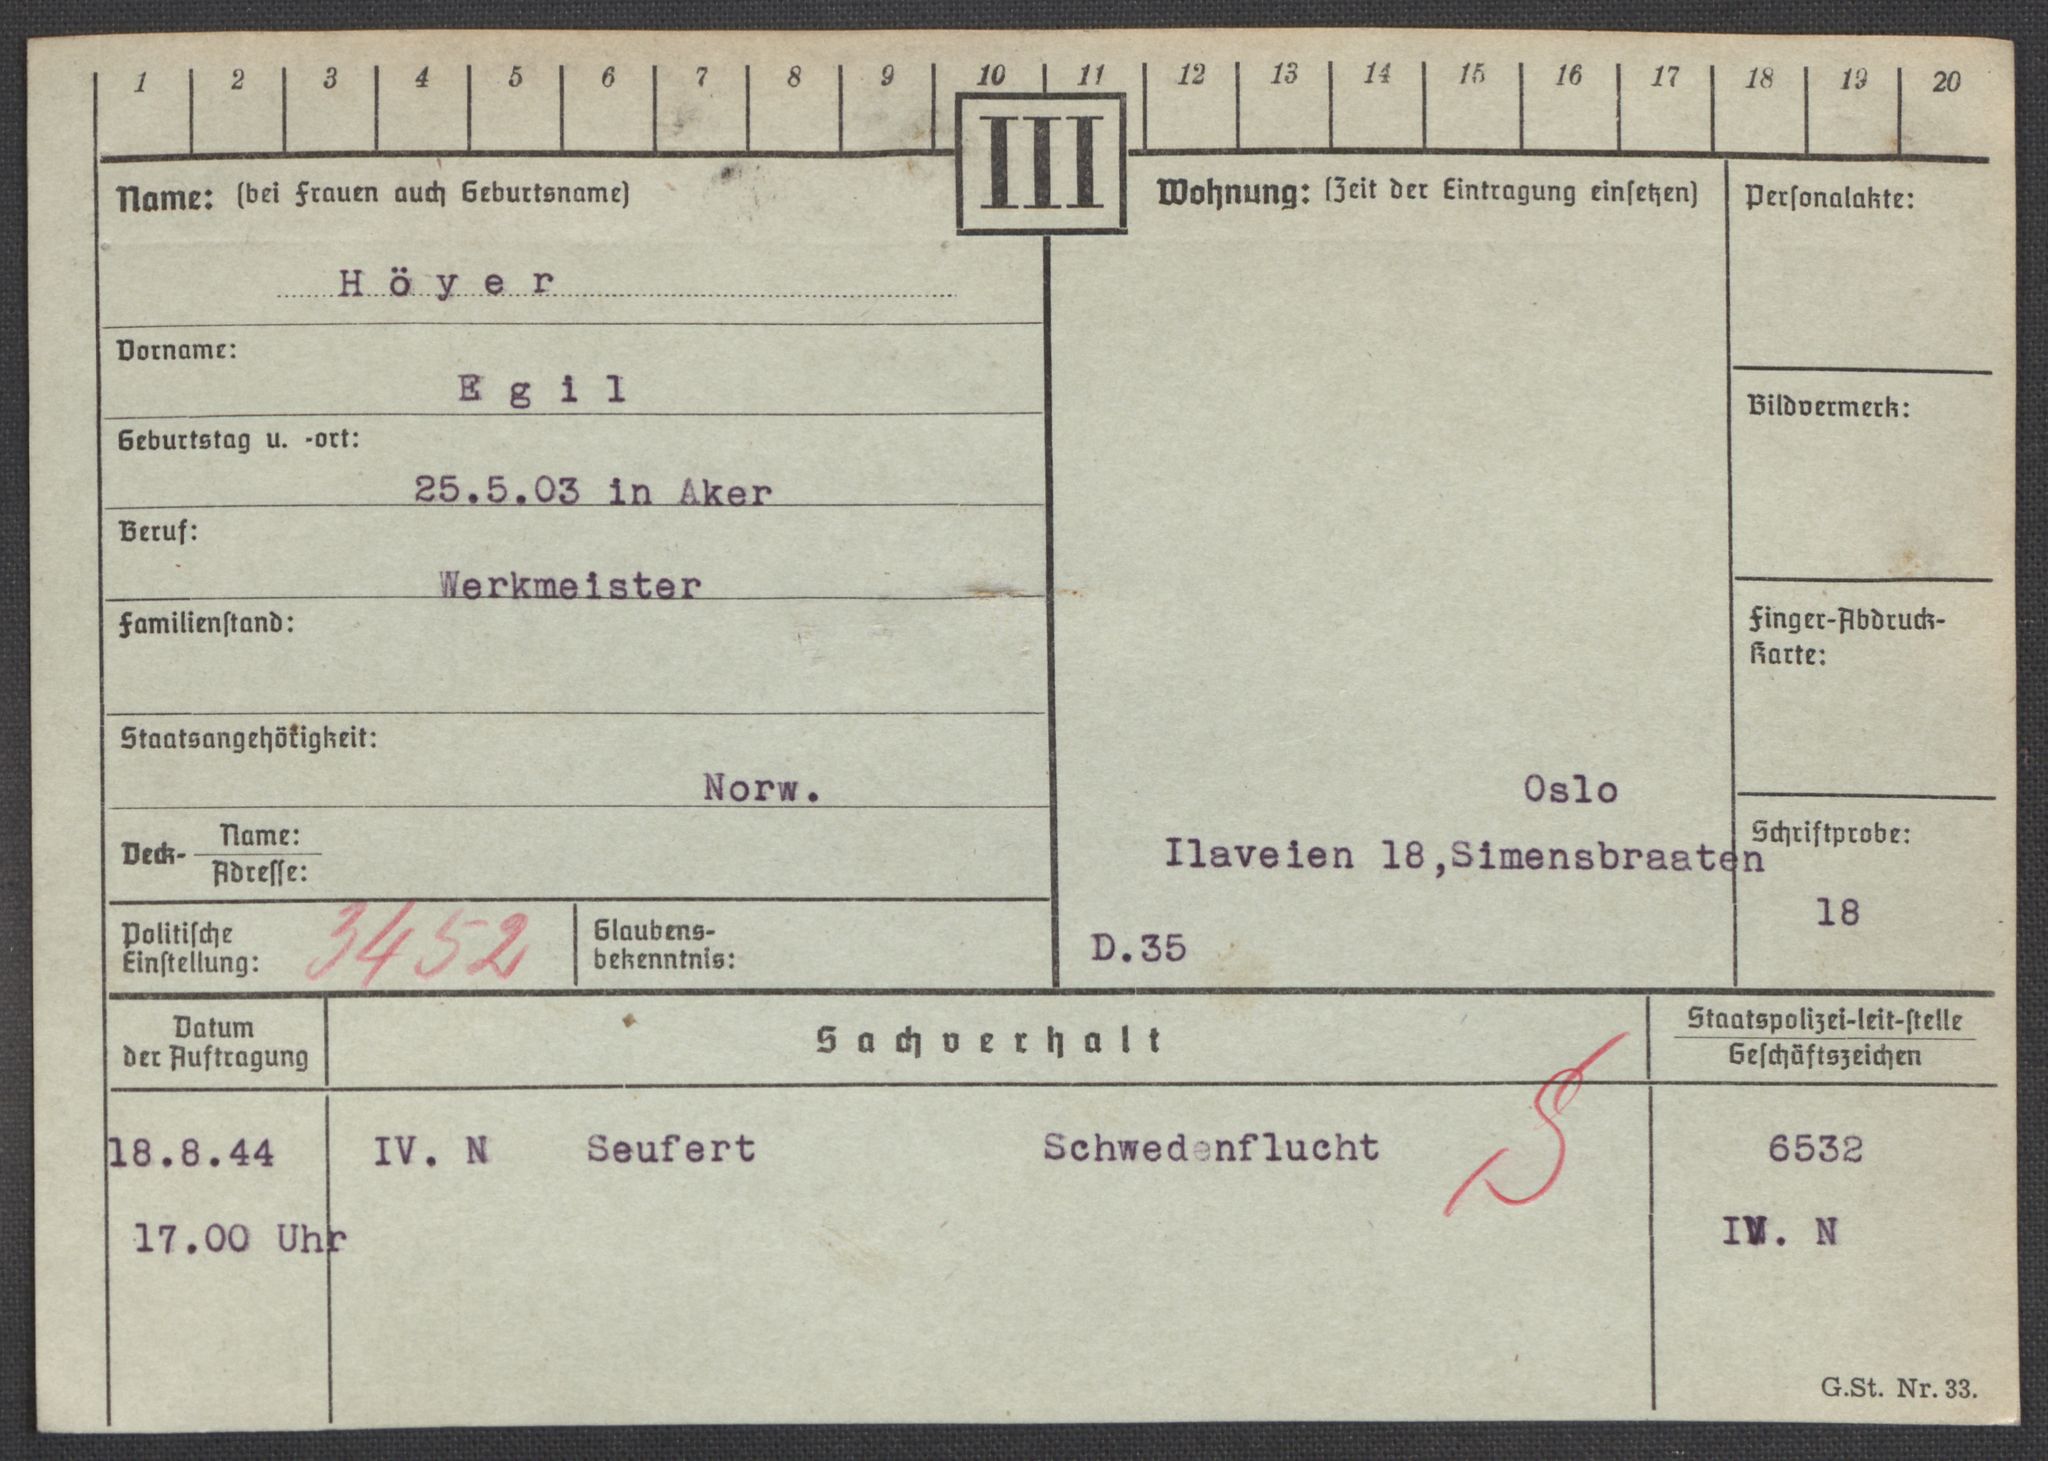 1 2 3 4 5 6 7 8 9 10 11 12 13 14 15 16 17 18 19 20
III
Name: (bei Frauen auch Geburtsname)
Höyer
Vorname:
Egil
Geburtstag u. -ort:
25.5.03 in Aker
Beruf:
Werkmeister
Familienstand:
Staatsangehörigkeit:
Norw.
Deck- Name:
Adresse:
Politische
Einstellung:
3452
Glaubens-
bekenntnis:
Wohnung: (Zeit der Eintragung einsetzen)
Oslo
Ilaveien 18,Simensbraaten
18
D.35
Personalakte:
Bildvermerk:
Finger-Abdruck-
Karte:
Schriftprobe:
Datum
der Auftragung
Sachverhalt
Staatspolizei-leit-stelle
Geschäftszeichen
18.8.44 IV. N Seufert Schwedenflucht 6532
17.00 Uhr IV. N
G.St. Nr. 33.